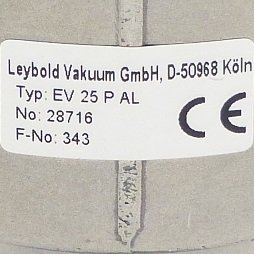 Leybold Vakuum GmbH, D-50968 Köln
Typ: EV 25 P AL
No: 28716
F-No: 343
CE